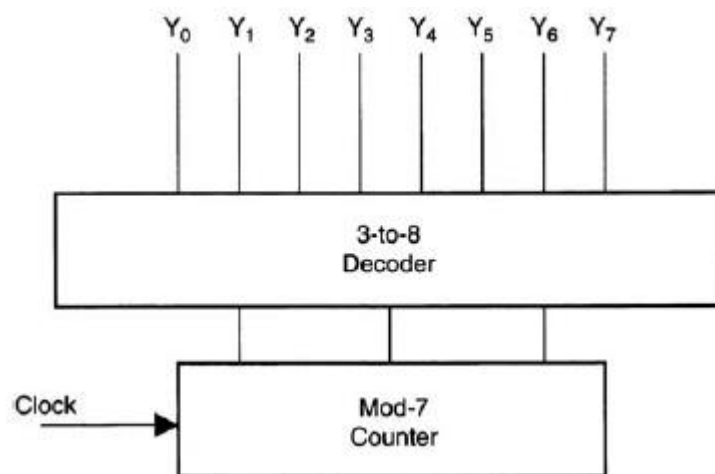 Y₀ Y₁ Y₂ Y₃ Y₄ Y₅ Y₆ Y₇
3-to-8
Decoder
Clock
Mod-7
Counter